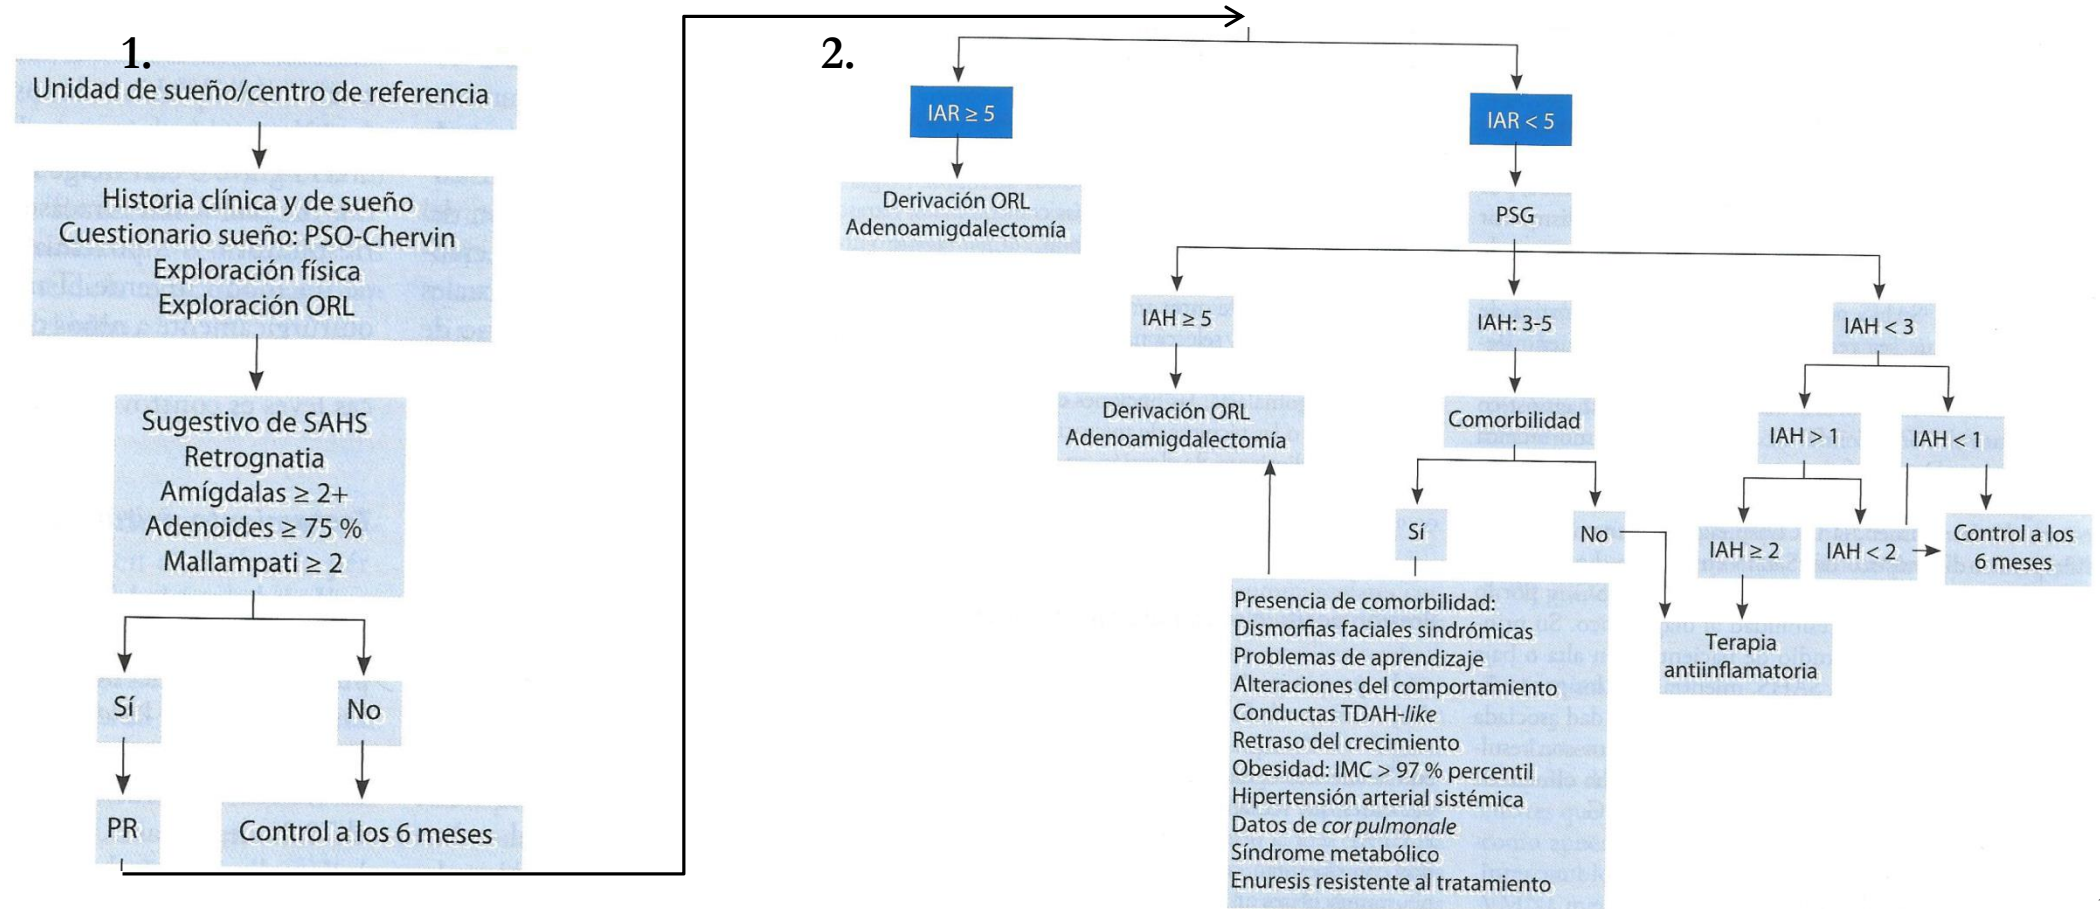 1.
Unidad de sueño/centro de referencia
Historia clínica y de sueño
Cuestionario sueño: PSO-Chervin
Exploración física
Exploración ORL
Sugestivo de SAHS
Retrognatia
Amígdalas ≥ 2+
Adenoides ≥ 75 %
Mallampati ≥ 2
Sí
No
PR
Control a los 6 meses
2.
IAR ≥ 5
IAR < 5
Derivación ORL
Adenoamigdalectomía
PSG
IAH ≥ 5
IAH: 3-5
IAH < 3
Derivación ORL
Adenoamigdalectomía
Comorbilidad
IAH > 1
IAH < 1
Sí
No
IAH ≥ 2
IAH < 2
Control a los
6 meses
Presencia de comorbilidad:
Dismorfias faciales sindrómicas
Problemas de aprendizaje
Alteraciones del comportamiento
Conductas TDAH-like
Retraso del crecimiento
Obesidad: IMC > 97 % percentil
Hipertensión arterial sistémica
Datos de cor pulmonale
Síndrome metabólico
Enuresis resistente al tratamiento
Terapia
antiinflamatoria